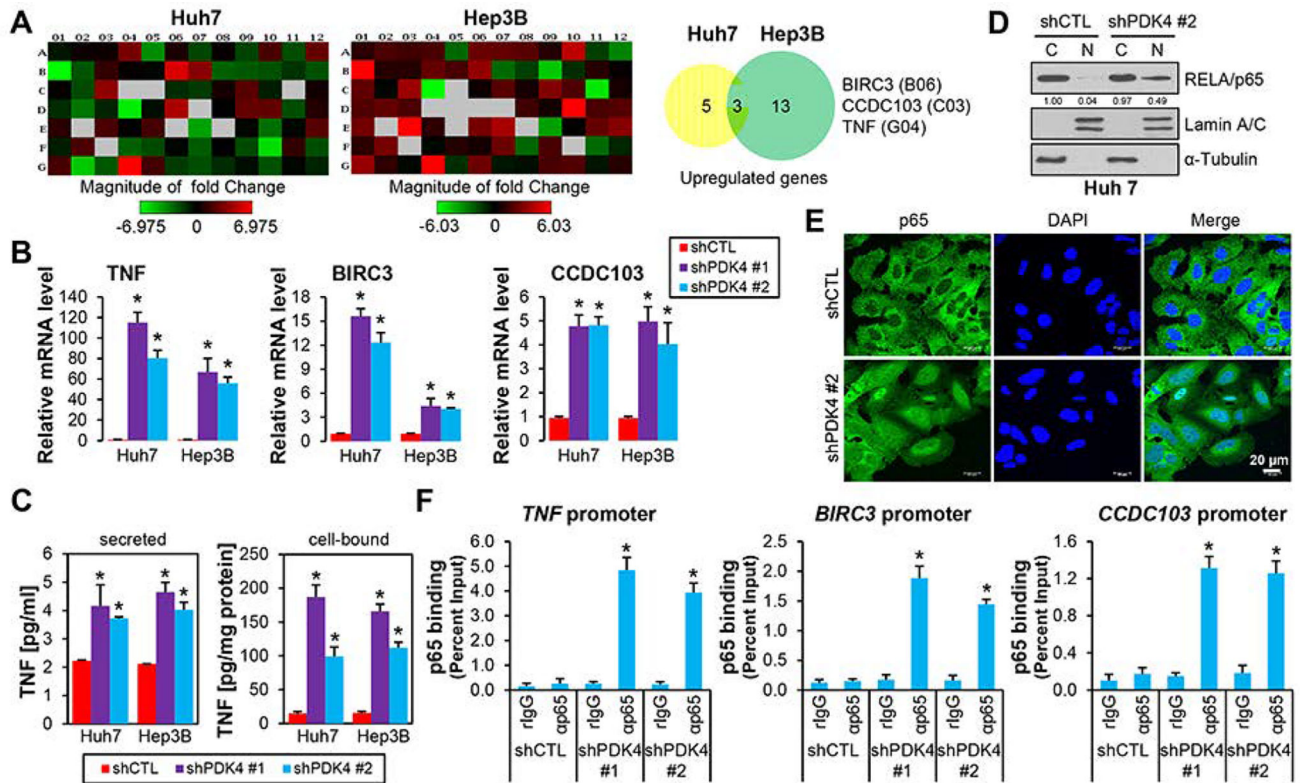 A
Huh7
01 02 03 04 05 06 07 08 09 10 11 12
A
B
C
D
E
F
G
Magnitude of fold Change
-6.975 0 6.975
Hep3B
01 02 03 04 05 06 07 08 09 10 11 12
A
B
C
D
E
F
G
Magnitude of fold Change
-6.03 0 6.03
Huh7 Hep3B
5 3 13
BIRC3 (B06)
CCDC103 (C03)
TNF (G04)
Upregulated genes
B
TNF
Relative mRNA level
140
120
100
80
60
40
20
0
* * * *
Huh7 Hep3B
BIRC3
Relative mRNA level
18
15
12
9
6
3
0
* * * *
Huh7 Hep3B
CCDC103
Relative mRNA level
6
5
4
3
2
1
0
* * * *
Huh7 Hep3B
shCTL
shPDK4 #1
shPDK4 #2
C
secreted
TNF [pg/ml]
6
5
4
3
2
1
0
* * * *
Huh7 Hep3B
cell-bound
TNF [pg/mg protein]
250
200
150
100
50
0
* * * *
Huh7 Hep3B
shCTL shPDK4 #1 shPDK4 #2
D
shCTL shPDK4 #2
C N C N
RELA/p65
1.00 0.04 0.97 0.49
Lamin A/C
α-Tubulin
Huh 7
E
p65 DAPI Merge
shCTL
shPDK4 #2
20 µm
F
TNF promoter
p65 binding
(Percent Input)
6.0
5.0
4.0
3.0
2.0
1.0
0.0
* *
rIgG αp65 rIgG αp65 rIgG αp65
shCTL shPDK4 shPDK4
#1 #2
BIRC3 promoter
p65 binding
(Percent Input)
2.5
2.0
1.5
1.0
0.5
0.0
* *
rIgG αp65 rIgG αp65 rIgG αp65
shCTL shPDK4 shPDK4
#1 #2
CCDC103 promoter
p65 binding
(Percent Input)
1.6
1.2
0.8
0.4
0.0
* *
rIgG αp65 rIgG αp65 rIgG αp65
shCTL shPDK4 shPDK4
#1 #2